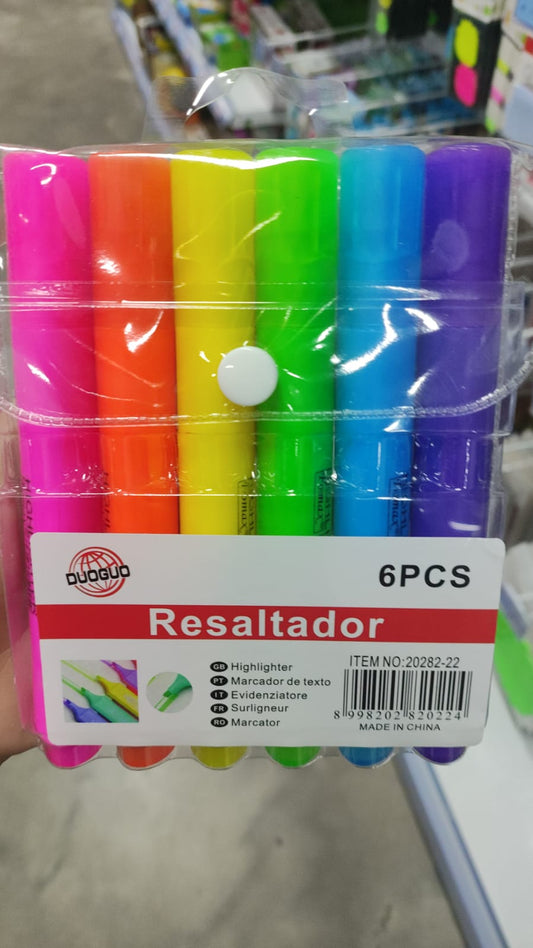 DUOGUO
6PCS
Resaltador
GB Highlighter
PT Marcador de texto
IT Evidenziatore
FR Surligneur
RO Marcator
ITEM NO:20282-22
8 998202 820224
MADE IN CHINA